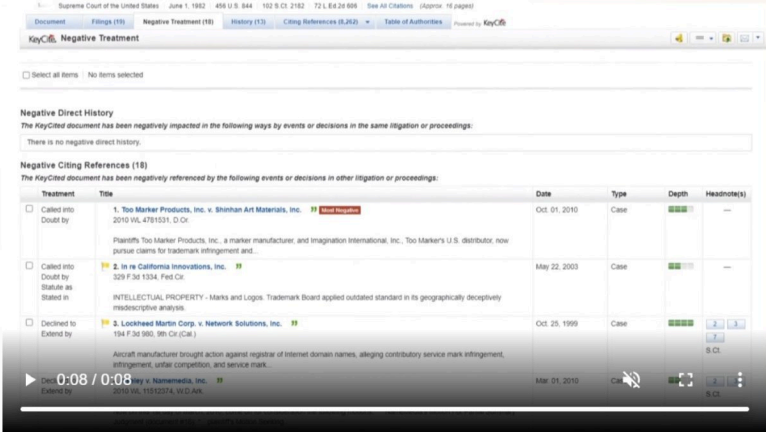 Supreme Court of the United States June 1, 1982 456 U.S. 844 102 S.Ct. 2182 72 L.Ed.2d 606 See All Citations (Approx. 16 pages)
Document Filings (19) Negative Treatment (18) History (13) Citing References (8,262) Table of Authorities Powered by KeyCite
KeyCite. Negative Treatment
Select all items No items selected
Negative Direct History
The KeyCited document has been negatively impacted in the following ways by events or decisions in the same litigation or proceedings:
There is no negative direct history.
Negative Citing References (18)
The KeyCited document has been negatively referenced by the following events or decisions in other litigation or proceedings:
Treatment Title Date Type Depth Headnote(s)
Called into Doubt by
1. Too Marker Products, Inc. v. Shinhan Art Materials, Inc. Most Negative Oct. 01, 2010 Case —
2010 WL 4781531, D.Or.
Plaintiffs Too Marker Products, Inc., a marker manufacturer, and Imagination International, Inc., Too Marker's U.S. distributor, now
pursue claims for trademark infringement and...
Called into Doubt by Statute as Stated in
2. In re California Innovations, Inc. May 22, 2003 Case —
329 F.3d 1334, Fed.Cir.
INTELLECTUAL PROPERTY - Marks and Logos. Trademark Board applied outdated standard in its geographically deceptively
misdescriptive analysis.
Declined to Extend by
3. Lockheed Martin Corp. v. Network Solutions, Inc. Oct. 25, 1999 Case 2 3
194 F.3d 980, 9th Cir.(Cal.) 7
S.Ct.
Aircraft manufacturer brought action against registrar of Internet domain names, alleging contributory service mark infringement,
infringement, unfair competition, and service mark...
Extend by
v. Namemedia, Inc. Mar. 01, 2010 Case
2010 WL 11512374, W.D.Ark. S.Ct.
0:08 / 0:08